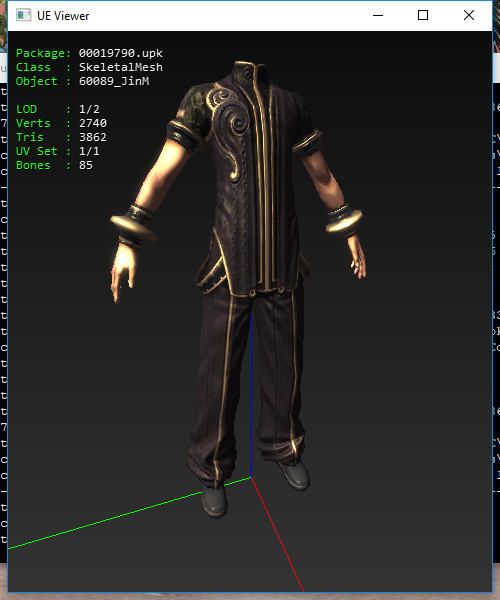 UE Viewer
Package: 00019790.upk
Class  : SkeletalMesh
Object : 60089_JinM
LOD    : 1/2
Verts  : 2740
Tris   : 3862
UV Set : 1/1
Bones  : 85